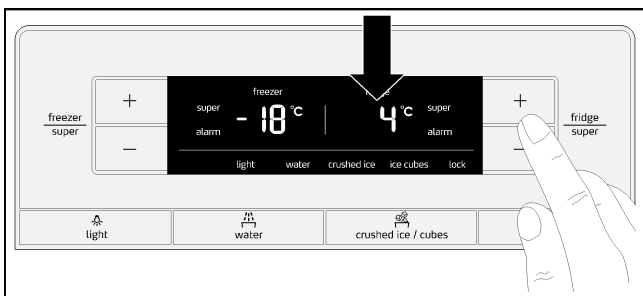 freezer
super
+
−
freezer
super
alarm
-18 °C
4 °C
super
alarm
light water crushed ice ice cubes lock
+
−
fridge
super
light
water
crushed ice / cubes